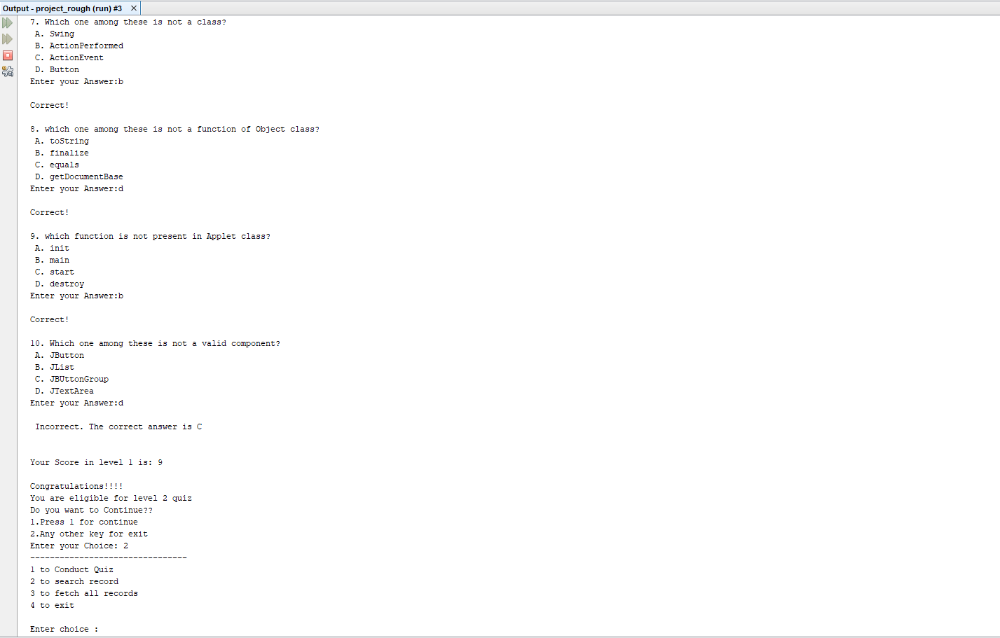 Output - project_rough (run) #3
7. Which one among these is not a class?
A. Swing
B. ActionPerformed
C. ActionEvent
D. Button
Enter your Answer:b
Correct!
8. which one among these is not a function of Object class?
A. toString
B. finalize
C. equals
D. getDocumentBase
Enter your Answer:d
Correct!
9. which function is not present in Applet class?
A. init
B. main
C. start
D. destroy
Enter your Answer:b
Correct!
10. Which one among these is not a valid component?
A. JButton
B. JList
C. JBUttonGroup
D. JTextArea
Enter your Answer:d
Incorrect. The correct answer is C
Your Score in level 1 is: 9
Congratulations!!!!
You are eligible for level 2 quiz
Do you want to Continue??
1.Press 1 for continue
2.Any other key for exit
Enter your Choice: 2
--------------------------------
1 to Conduct Quiz
2 to search record
3 to fetch all records
4 to exit
Enter choice :